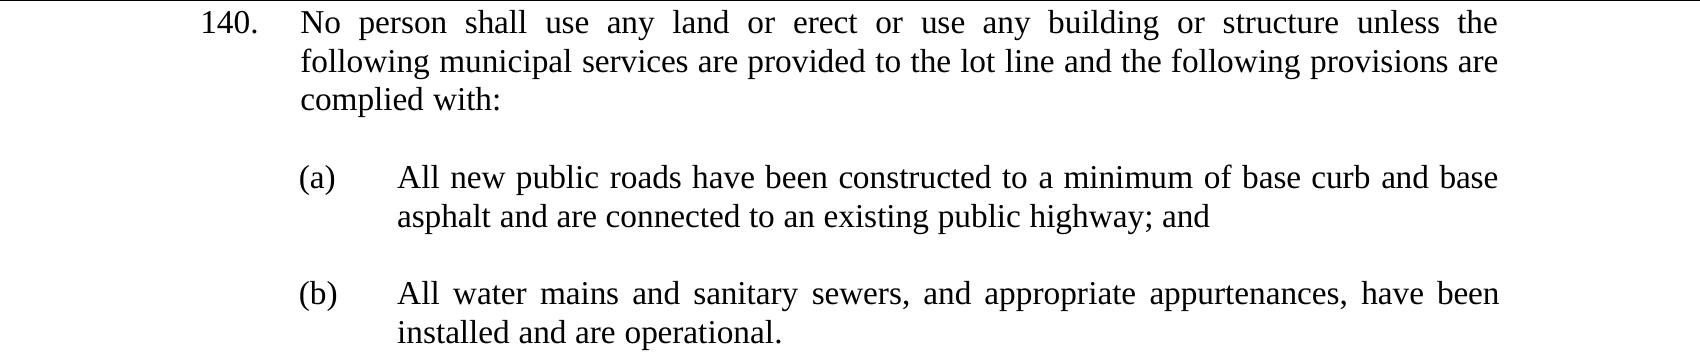 140. No person shall use any land or erect or use any building or structure unless the
following municipal services are provided to the lot line and the following provisions are
complied with:
(a) All new public roads have been constructed to a minimum of base curb and base
asphalt and are connected to an existing public highway; and
(b) All water mains and sanitary sewers, and appropriate appurtenances, have been
installed and are operational.